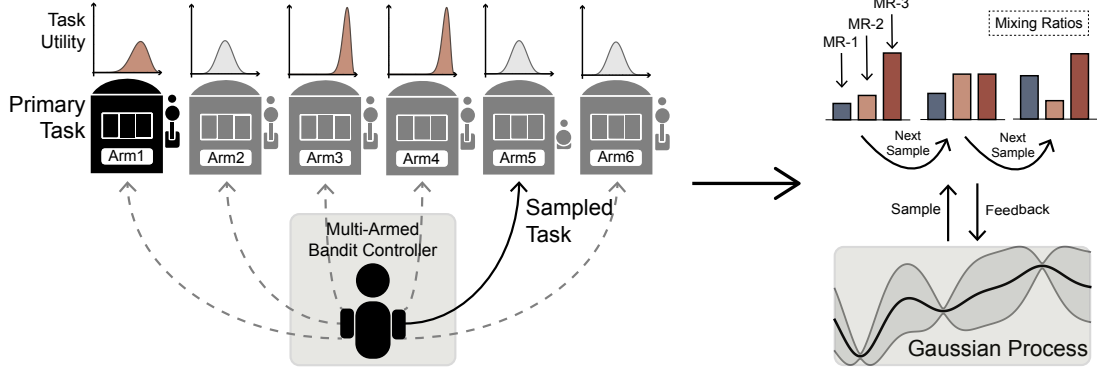 Task
Utility
Primary
Task
Arm1
Arm2
Arm3
Arm4
Arm5
Arm6
Multi-Armed
Bandit Controller
Sampled
Task
MR-1
MR-2
MR-3
Mixing Ratios
Next
Sample
Next
Sample
Sample
Feedback
Gaussian Process